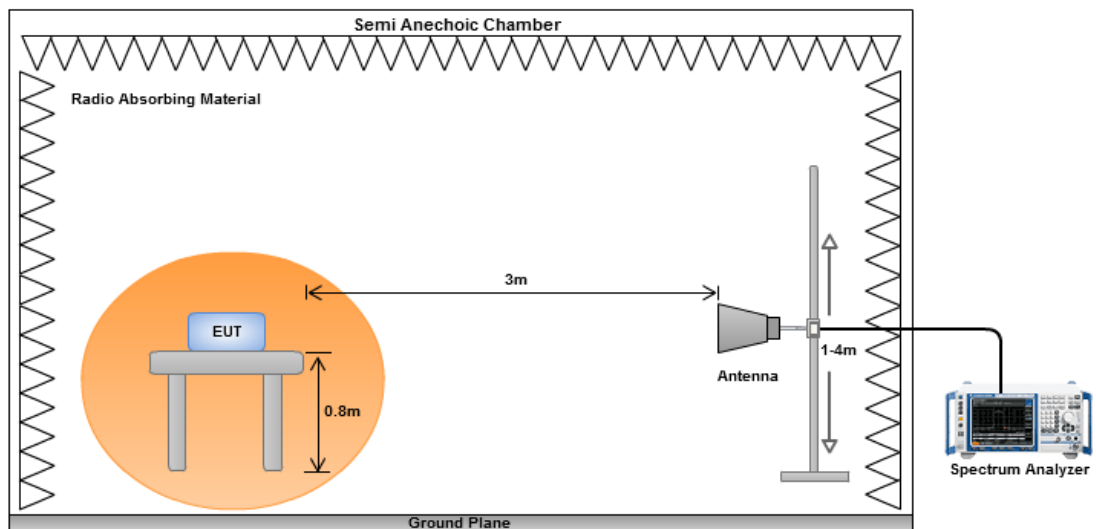 Semi Anechoic Chamber
Radio Absorbing Material
3m
EUT
1-4m
Antenna
0.8m
Spectrum Analyzer
Ground Plane